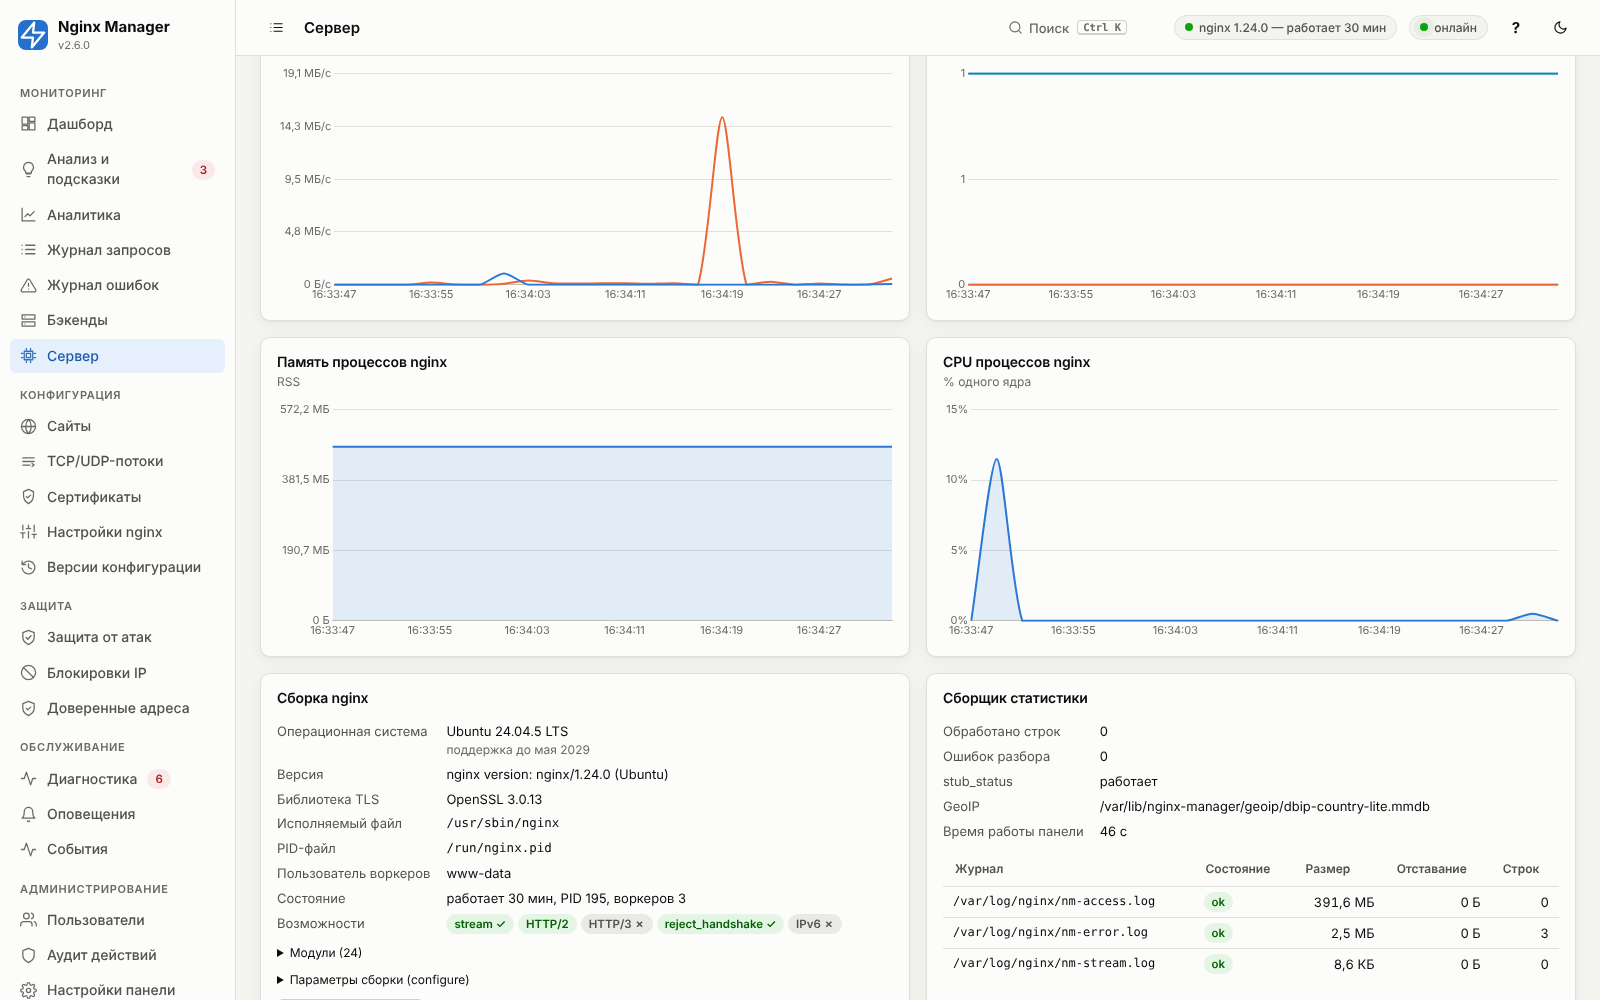 Nginx Manager
v2.6.0
Сервер
Поиск
Ctrl K
nginx 1.24.0 — работает 30 мин
онлайн
?
МОНИТОРИНГ
Дашборд
Анализ и
подсказки
3
Аналитика
Журнал запросов
Журнал ошибок
Бэкенды
Сервер
КОНФИГУРАЦИЯ
Сайты
TCP/UDP-потоки
Сертификаты
Настройки nginx
Версии конфигурации
ЗАЩИТА
Защита от атак
Блокировки IP
Доверенные адреса
ОБСЛУЖИВАНИЕ
Диагностика
6
Оповещения
События
АДМИНИСТРИРОВАНИЕ
Пользователи
Аудит действий
Настройки панели
19,1 МБ/с
14,3 МБ/с
9,5 МБ/с
4,8 МБ/с
0 Б/с
16:33:47 16:33:55 16:34:03 16:34:11 16:34:19 16:34:27
1
1
0
16:33:47 16:33:55 16:34:03 16:34:11 16:34:19 16:34:27
Память процессов nginx
RSS
572,2 МБ
381,5 МБ
190,7 МБ
0 Б
16:33:47 16:33:55 16:34:03 16:34:11 16:34:19 16:34:27
CPU процессов nginx
% одного ядра
15%
10%
5%
0%
16:33:47 16:33:55 16:34:03 16:34:11 16:34:19 16:34:27
Сборка nginx
Операционная система Ubuntu 24.04.5 LTS
поддержка до мая 2029
Версия nginx version: nginx/1.24.0 (Ubuntu)
Библиотека TLS OpenSSL 3.0.13
Исполняемый файл /usr/sbin/nginx
PID-файл /run/nginx.pid
Пользователь воркеров www-data
Состояние работает 30 мин, PID 195, воркеров 3
Возможности stream ✓ HTTP/2 HTTP/3 × reject_handshake ✓ IPv6 ×
▶ Модули (24)
▶ Параметры сборки (configure)
Сборщик статистики
Обработано строк 0
Ошибок разбора 0
stub_status работает
GeoIP /var/lib/nginx-manager/geoip/dbip-country-lite.mmdb
Время работы панели 46 с
Журнал Состояние Размер Отставание Строк
/var/log/nginx/nm-access.log ok 391,6 МБ 0 Б 0
/var/log/nginx/nm-error.log ok 2,5 МБ 0 Б 3
/var/log/nginx/nm-stream.log ok 8,6 КБ 0 Б 0